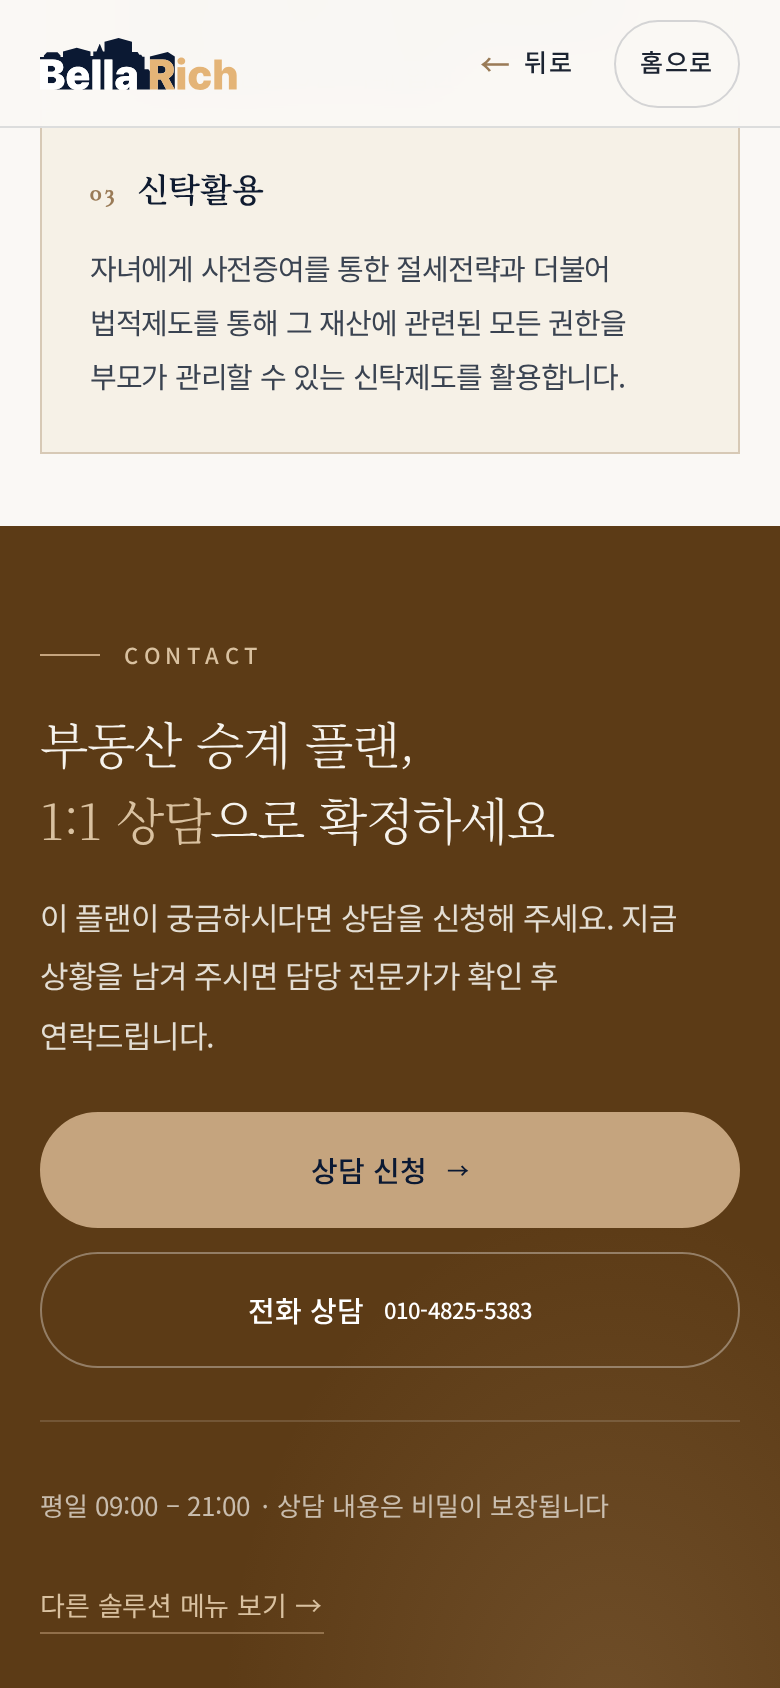 Bella Rich
← 뒤로
홈으로
03 신탁활용
자녀에게 사전증여를 통한 절세전략과 더불어
법적제도를 통해 그 재산에 관련된 모든 권한을
부모가 관리할 수 있는 신탁제도를 활용합니다.
CONTACT
부동산 승계 플랜,
1:1 상담으로 확정하세요
이 플랜이 궁금하시다면 상담을 신청해 주세요. 지금
상황을 남겨 주시면 담당 전문가가 확인 후
연락드립니다.
상담 신청 →
전화 상담 010-4825-5383
평일 09:00 – 21:00 · 상담 내용은 비밀이 보장됩니다
다른 솔루션 메뉴 보기 →